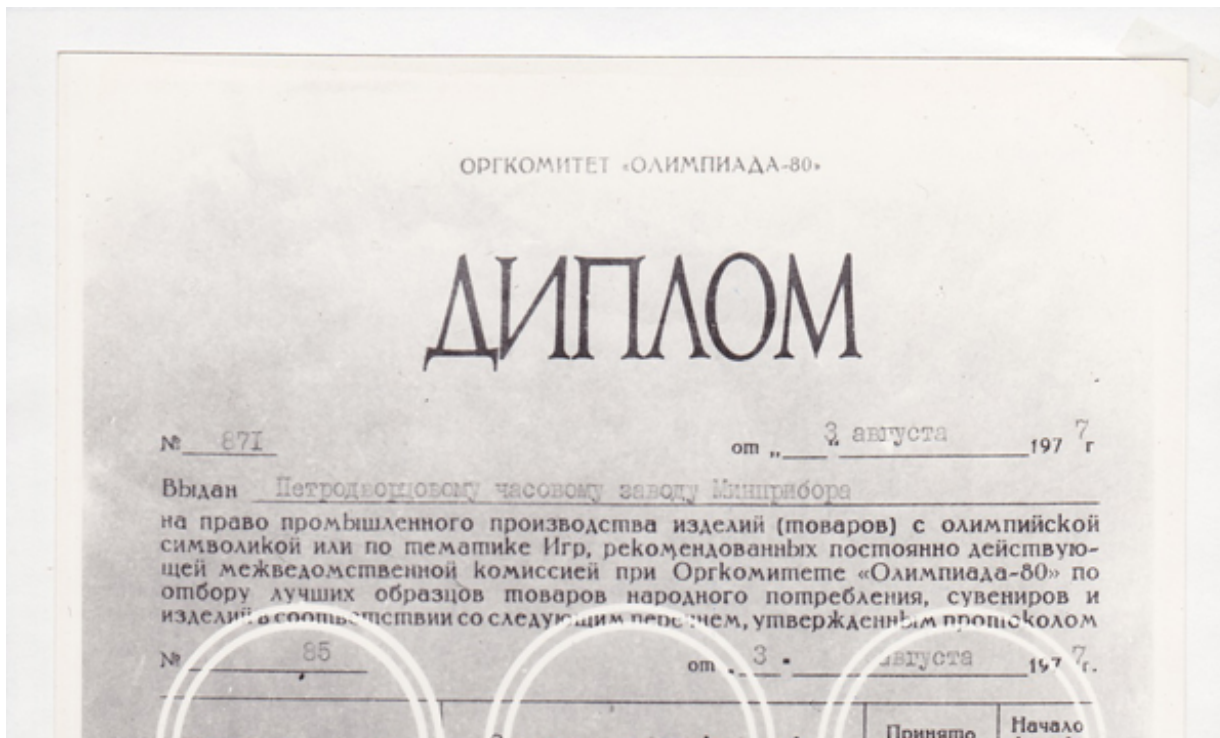 ОРГКОМИТЕТ «ОЛИМПИАДА-80»
ДИПЛОМ
№ 871 от „3" августа 1977 г
Выдан Петродворцовому часовому заводу Минприбора
на право промышленного производства изделий (товаров) с олимпийской
символикой или по тематике Игр, рекомендованных постоянно действую-
щей межведомственной комиссией при Оргкомитете «Олимпиада-80» по
отбору лучших образцов товаров народного потребления, сувениров и
изделий в соответствии со следующим перечнем, утвержденным протоколом
№ 85 от „3" августа 1977г.
Принято Начало